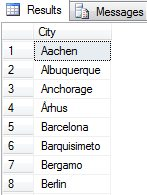 Results Messages
City
1 Aachen
2 Albuquerque
3 Anchorage
4 Århus
5 Barcelona
6 Barquisimeto
7 Bergamo
8 Berlin